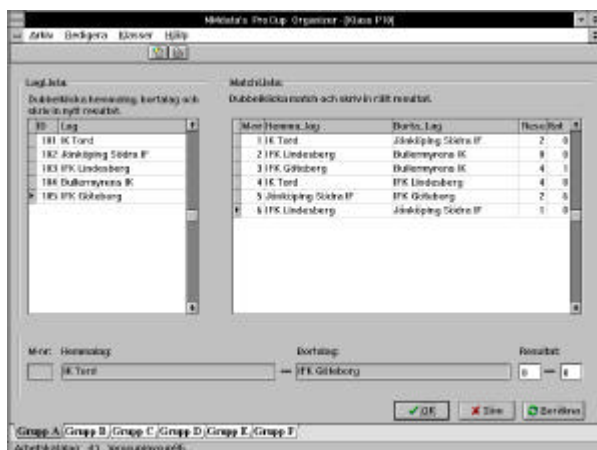 NMdata's ProCup Organizer - [Klass P10]
Arkiv Redigera Klasser Hjälp
LagLista:
Dubbelklicka hemmalag, bortalag och
skriv in nytt resultat.
ID Lag
101 IK Tord
102 Jönköping Södra IF
103 IFK Lindesberg
104 Bullermyrens IK
105 IFK Göteborg
MatchLista:
Dubbelklicka match och skriv in rätt resultat.
M-nr Hemma_lag Borta_Lag
1 IK Tord Jönköping Södra IF 2 0
2 IFK Lindesberg Bullermyrens IK 0 0
3 IFK Göteborg Bullermyrens IK 4 1
4 IK Tord IFK Lindesberg 4 0
5 Jönköping Södra IF IFK Göteborg 2 6
6 IFK Lindesberg Jönköping Södra IF 1 0
M-nr: Hemmalag: Bortalag: Resultat:
IK Tord — IFK Göteborg 0 —
OK Beräkna
Grupp A Grupp B Grupp C Grupp D Grupp E Grupp F